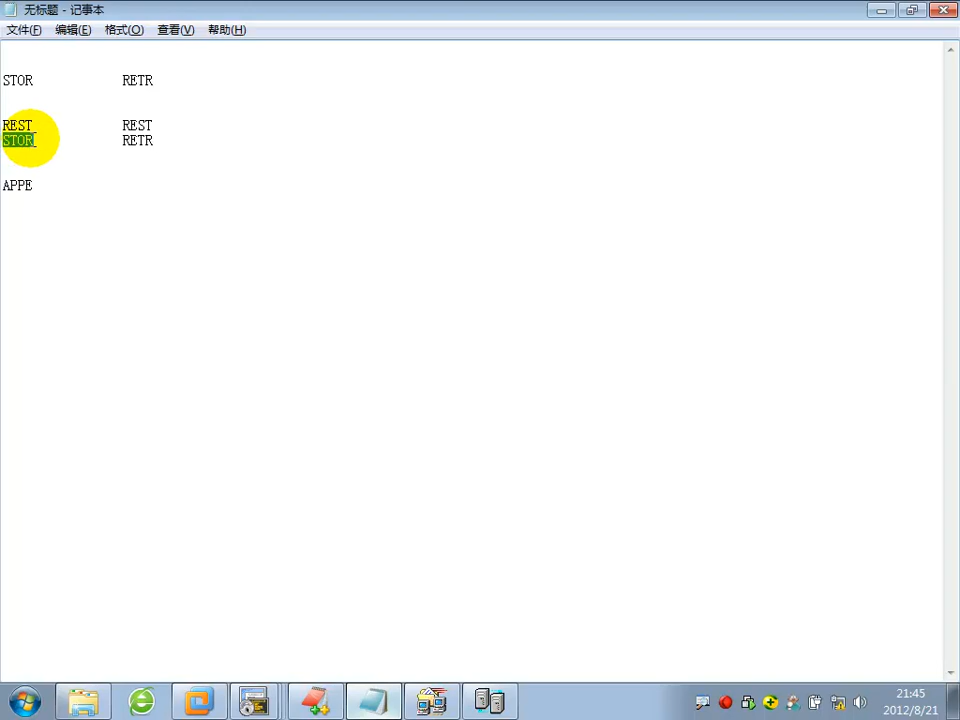 无标题 - 记事本
文件(F) 编辑(E) 格式(O) 查看(V) 帮助(H)
STOR RETR
REST REST
STOR RETR
APPE
21:45
2012/8/21